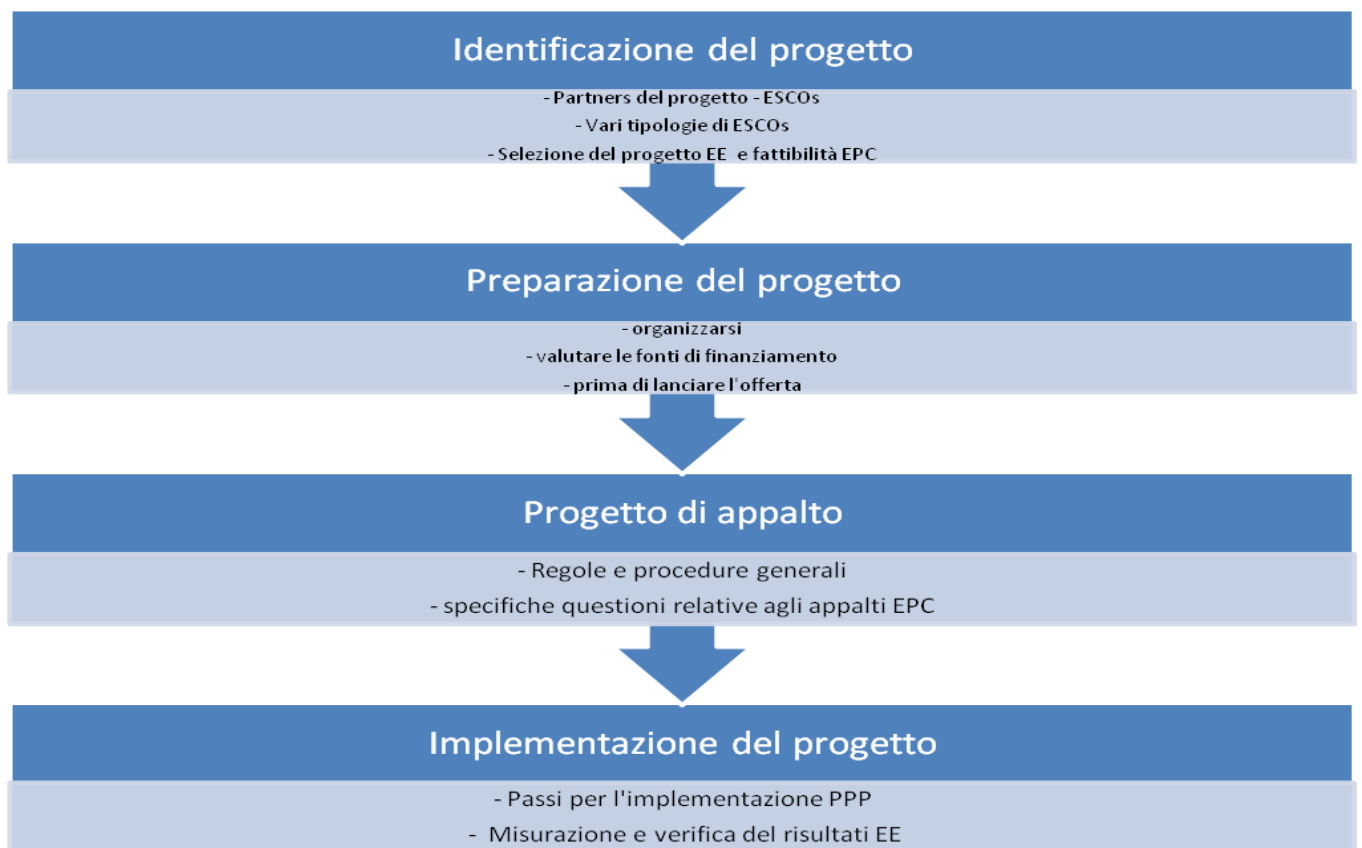 Identificazione del progetto
- Partners del progetto - ESCOs
- Vari tipologie di ESCOs
- Selezione del progetto EE e fattibilità EPC
Preparazione del progetto
- organizzarsi
- valutare le fonti di finanziamento
- prima di lanciare l'offerta
Progetto di appalto
- Regole e procedure generali
- specifiche questioni relative agli appalti EPC
Implementazione del progetto
- Passi per l'implementazione PPP
- Misurazione e verifica del risultati EE